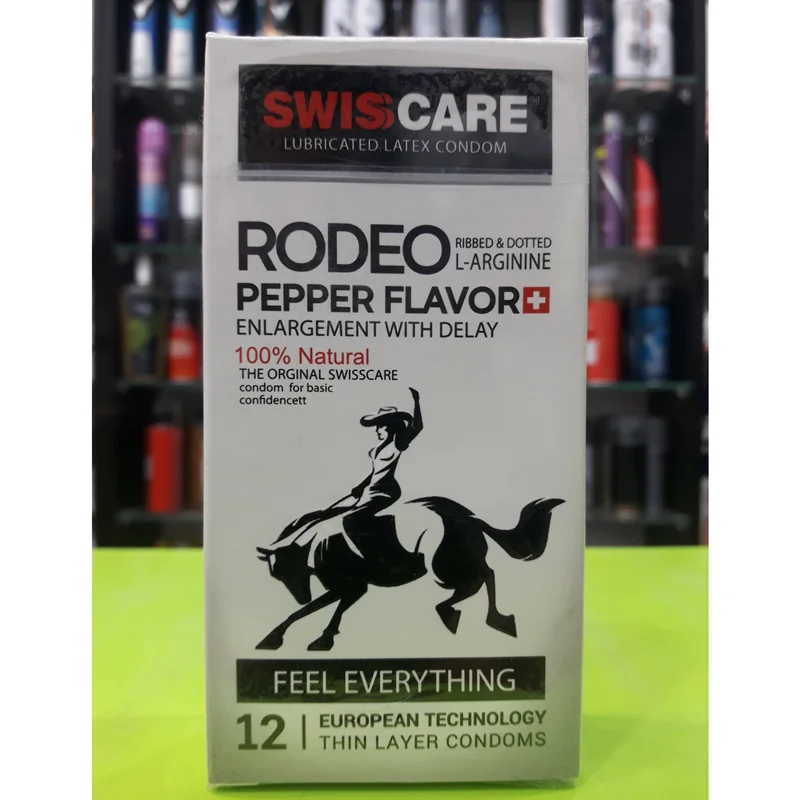 SWISSCARE
LUBRICATED LATEX CONDOM
RODEO
RIBBED & DOTTED
L-ARGININE
PEPPER FLAVOR
ENLARGEMENT WITH DELAY
100% Natural
THE ORGINAL SWISSCARE
condom for basic
confidencett
FEEL EVERYTHING
12
EUROPEAN TECHNOLOGY
THIN LAYER CONDOMS